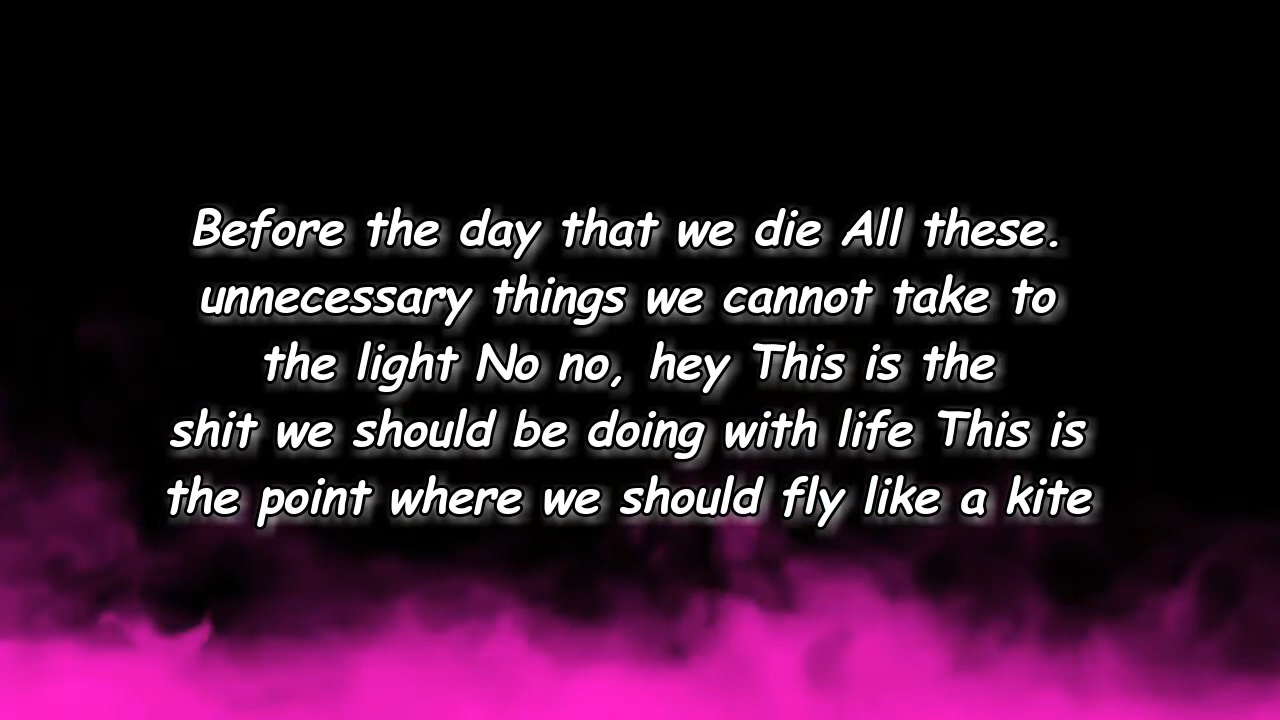 Before the day that we die All these.
unnecessary things we cannot take to
the light No no, hey This is the
shit we should be doing with life This is
the point where we should fly like a kite